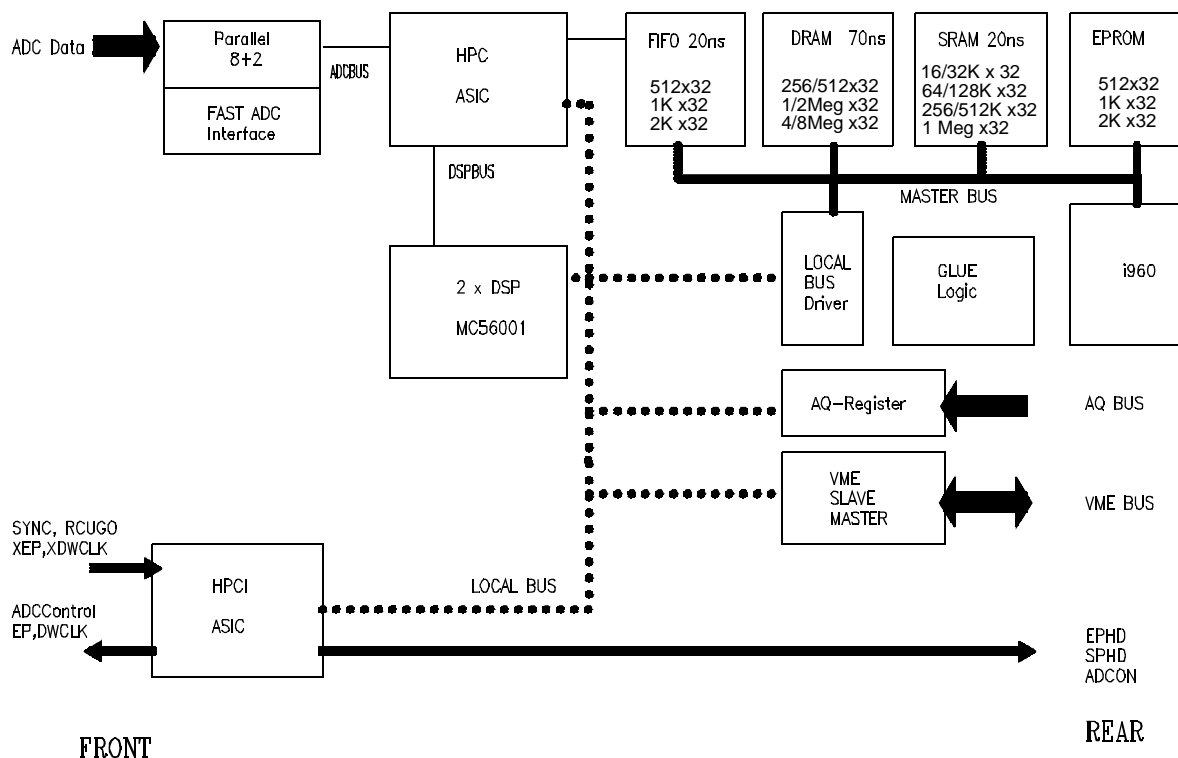 ADC Data
Parallel
8+2
FAST ADC
Interface
ADCBUS
HPC
ASIC
DSPBUS
2 x DSP
MC56001
FIFO 20ns
512x32
1K x32
2K x32
DRAM 70ns
256/512x32
1/2Meg x32
4/8Meg x32
SRAM 20ns
16/32K x 32
64/128K x32
256/512K x32
1 Meg x32
EPROM
512x32
1K x32
2K x32
MASTER BUS
LOCAL
BUS
Driver
GLUE
Logic
i960
AQ-Register
AQ BUS
VME
SLAVE
MASTER
VME BUS
SYNC, RCUGO
XEP,XDWCLK
ADCControl
EP,DWCLK
HPCI
ASIC
LOCAL BUS
EPHD
SPHD
ADCON
FRONT
REAR